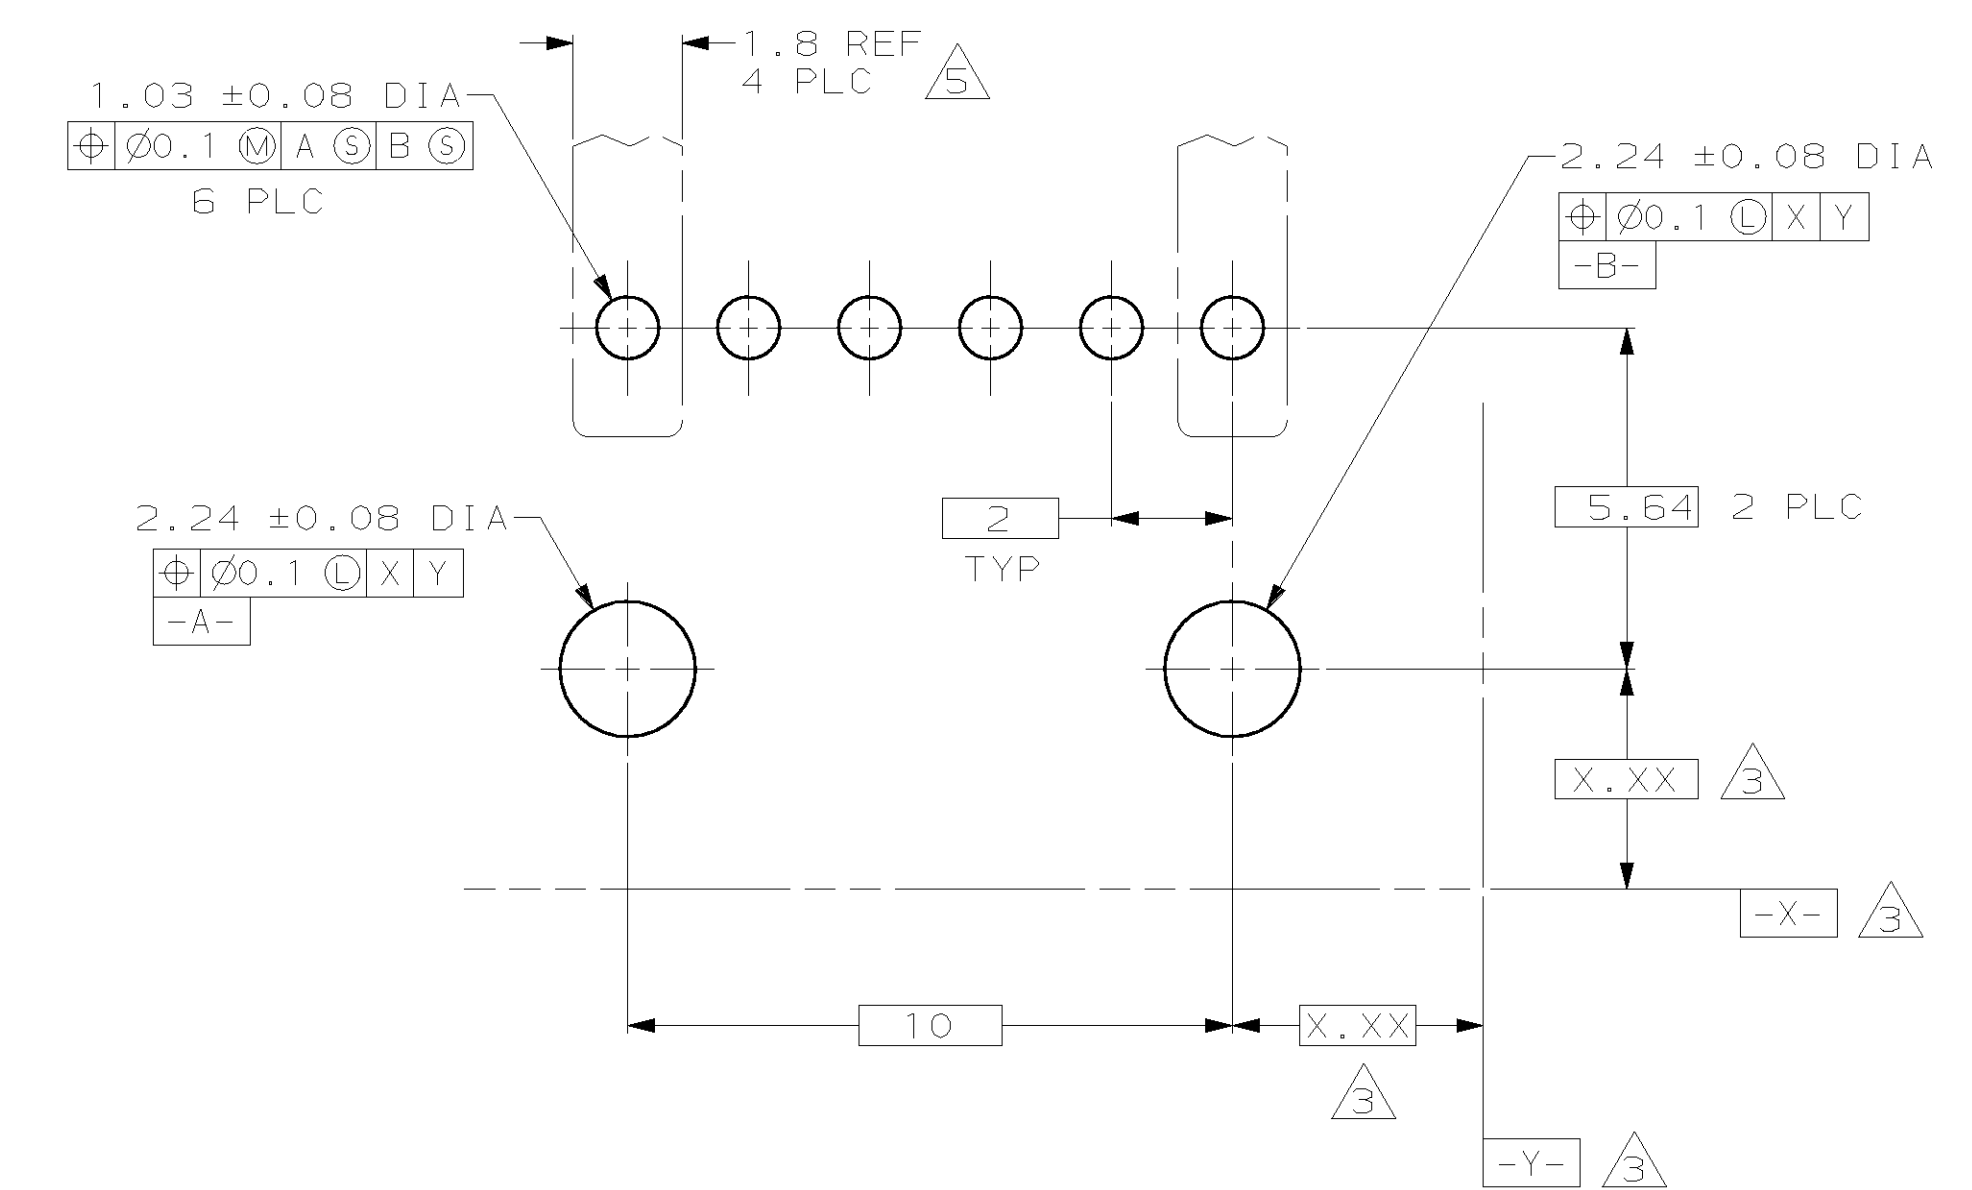 1.8 REF
4 PLC 5
1.03 ±0.08 DIA
⌖ Ø0.1 Ⓜ A Ⓢ B Ⓢ
6 PLC
2.24 ±0.08 DIA
⌖ Ø0.1 Ⓛ X Y
-B-
2.24 ±0.08 DIA
⌖ Ø0.1 Ⓛ X Y
-A-
2
TYP
5.64 2 PLC
X.XX 3
-X- 3
10
X.XX
3
-Y- 3